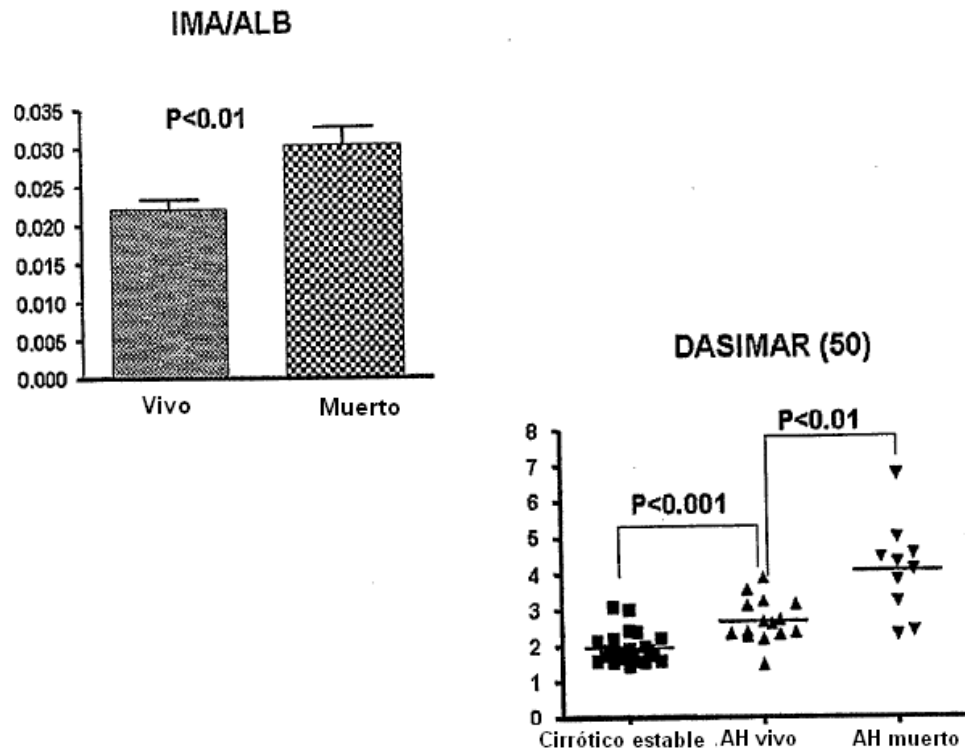 IMA/ALB
P<0.01
0.035
0.030
0.025
0.020
0.015
0.010
0.005
0.000
Vivo Muerto
DASIMAR (50)
P<0.01
P<0.001
8
7
6
5
4
3
2
1
0
Cirrótico estable AH vivo AH muerto